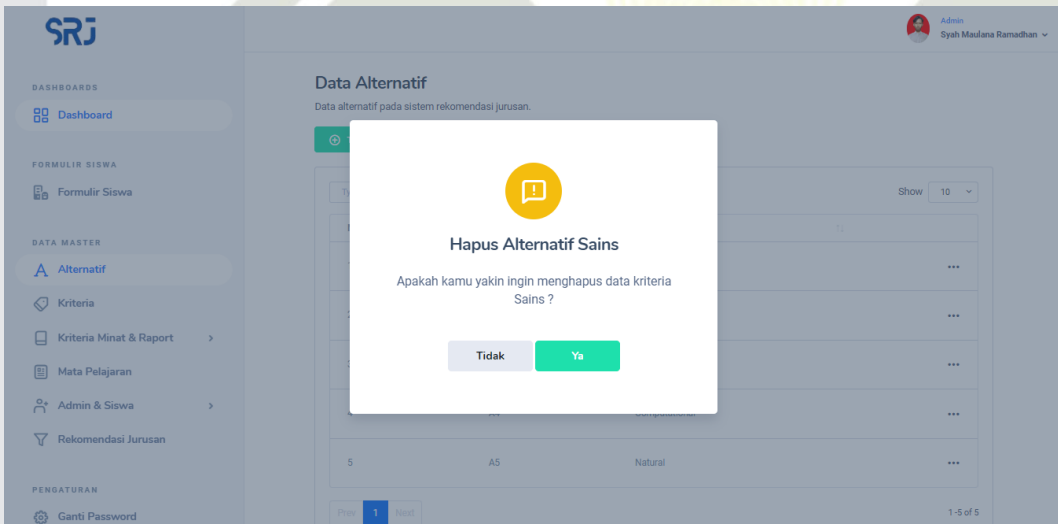 SRJ
Admin
Syah Maulana Ramadhan
DASHBOARDS
Dashboard
FORMULIR SISWA
Formulir Siswa
DATA MASTER
Alternatif
Kriteria
Kriteria Minat & Raport
Mata Pelajaran
Admin & Siswa
Rekomendasi Jurusan
PENGATURAN
Ganti Password
Data Alternatif
Data alternatif pada sistem rekomendasi jurusan.
Show 10
Hapus Alternatif Sains
Apakah kamu yakin ingin menghapus data kriteria
Sains ?
Tidak Ya
5 A5 Natural
Prev 1 Next 1 -5 of 5